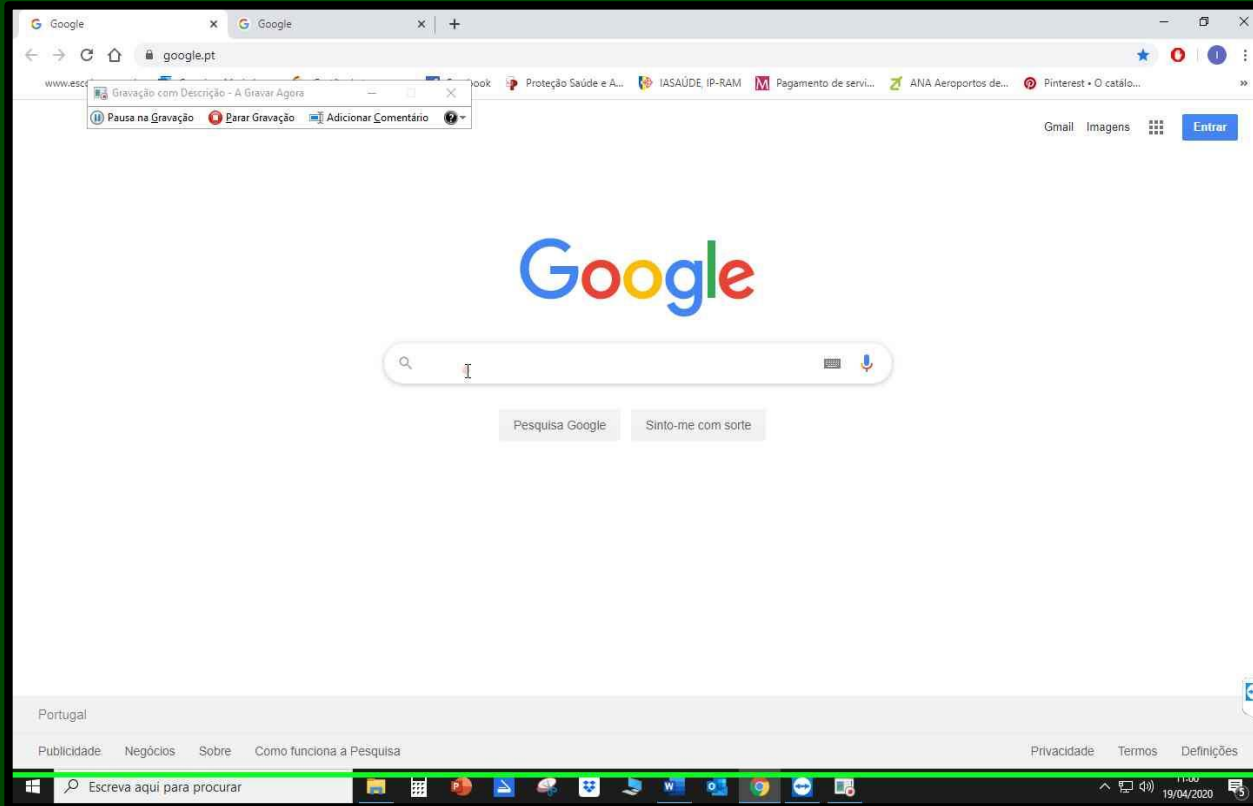 Google
Google
google.pt
www.esc
ook
Proteção Saúde e A...
IASAÚDE, IP-RAM
Pagamento de servi...
ANA Aeroportos de...
Pinterest • O catálo...
Gravação com Descrição - A Gravar Agora
Pausa na Gravação
Parar Gravação
Adicionar Comentário
Gmail
Imagens
Entrar
Google
Pesquisa Google
Sinto-me com sorte
Portugal
Publicidade
Negócios
Sobre
Como funciona a Pesquisa
Privacidade
Termos
Definições
Escreva aqui para procurar
11:00
19/04/2020